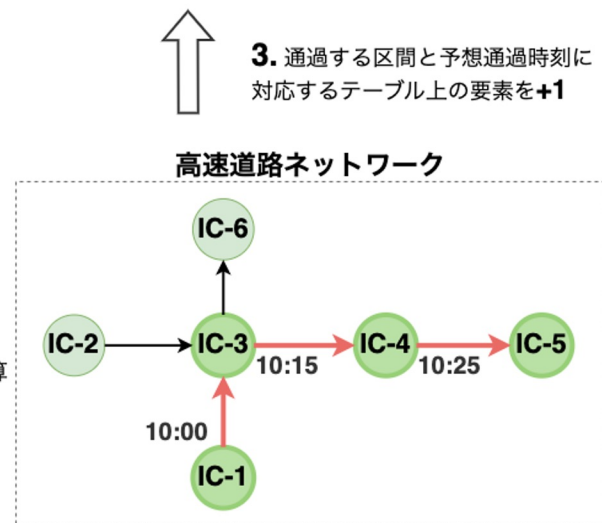 3. 通過する区間と予想通過時刻に
対応するテーブル上の要素を+1
高速道路ネットワーク
IC-6
IC-2
IC-3
IC-4
IC-5
算
10:15
10:25
10:00
IC-1